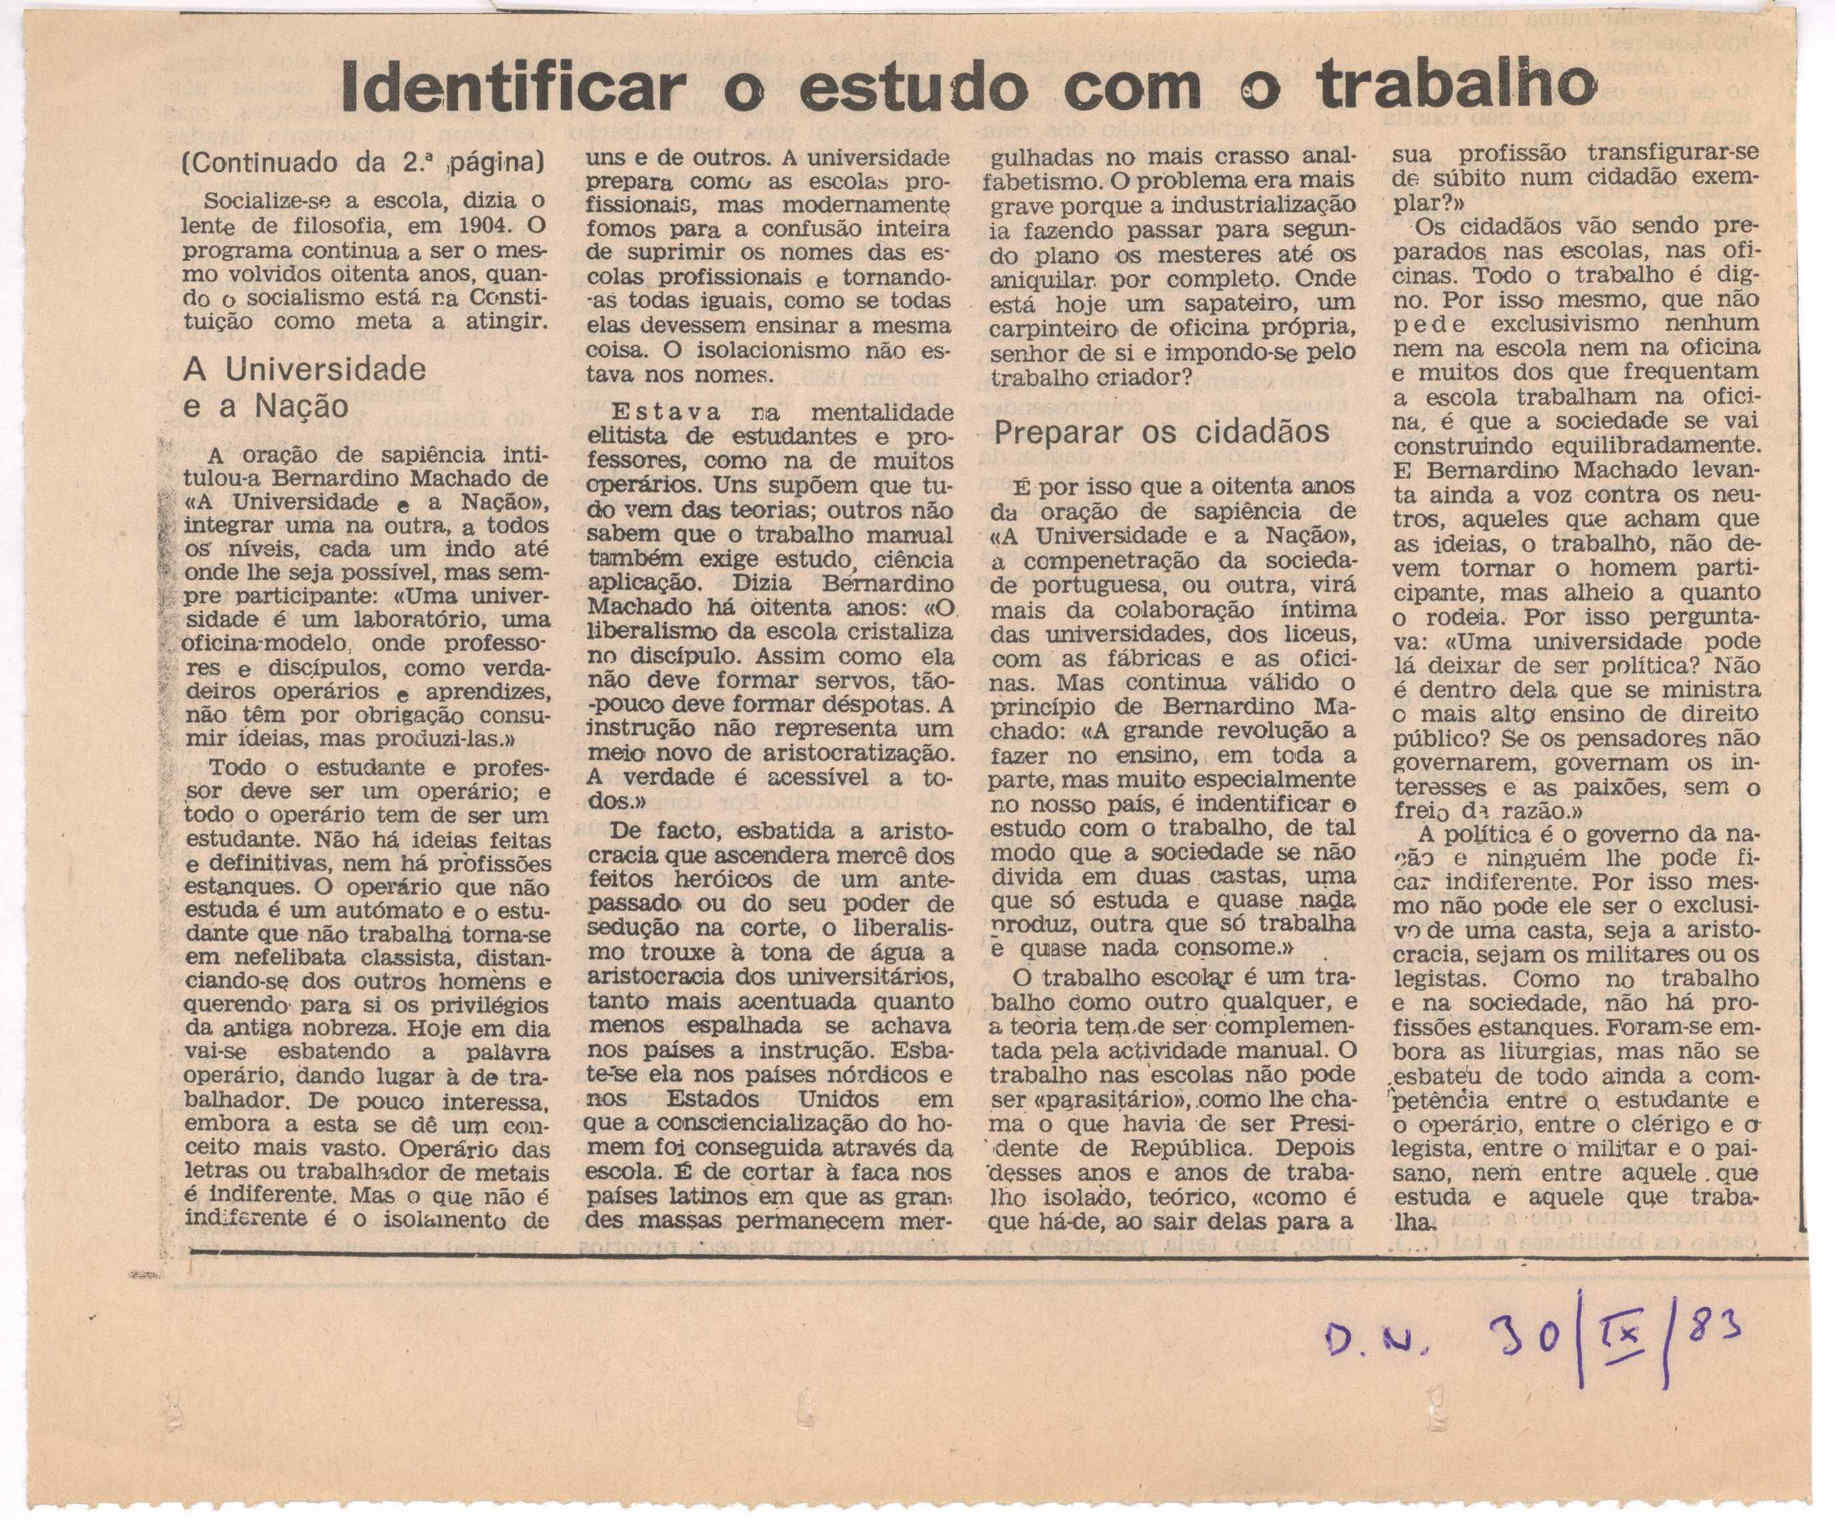 Identificar o estudo com o trabalho
(Continuado da 2.ª página)
Socialize-se a escola, dizia o
lente de filosofia, em 1904. O
programa continua a ser o mes-
mo volvidos oitenta anos, quan-
do o socialismo está na Consti-
tuição como meta a atingir.
A Universidade
e a Nação
A oração de sapiência inti-
tulou-a Bernardino Machado de
«A Universidade e a Nação»,
integrar uma na outra, a todos
os níveis, cada um indo até
onde lhe seja possível, mas sem-
pre participante: «Uma univer-
sidade é um laboratório, uma
oficina-modelo, onde professo-
res e discípulos, como verda-
deiros operários e aprendizes,
não têm por obrigação consu-
mir ideias, mas produzi-las.»
Todo o estudante e profes-
sor deve ser um operário; e
todo o operário tem de ser um
estudante. Não há ideias feitas
e definitivas, nem há profissões
estanques. O operário que não
estuda é um autómato e o estu-
dante que não trabalha torna-se
em nefelibata classista, distan-
ciando-se dos outros homens e
querendo para si os privilégios
da antiga nobreza. Hoje em dia
vai-se esbatendo a palavra
operário, dando lugar à de tra-
balhador. De pouco interessa,
embora a esta se dê um con-
ceito mais vasto. Operário das
letras ou trabalhador de metais
é indiferente. Mas o que não é
indiferente é o isolamento de
uns e de outros. A universidade
prepara como as escolas pro-
fissionais, mas modernamente
fomos para a confusão inteira
de suprimir os nomes das es-
colas profissionais e tornando-
-as todas iguais, como se todas
elas devessem ensinar a mesma
coisa. O isolacionismo não es-
tava nos nomes.
Estava na mentalidade
elitista de estudantes e pro-
fessores, como na de muitos
operários. Uns supõem que tu-
do vem das teorias; outros não
sabem que o trabalho manual
também exige estudo, ciência
aplicação. Dizia Bernardino
Machado há oitenta anos: «O
liberalismo da escola cristaliza
no discípulo. Assim como ela
não deve formar servos, tão-
-pouco deve formar déspotas. A
instrução não representa um
meio novo de aristocratização.
A verdade é acessível a to-
dos.»
De facto, esbatida a aristo-
cracia que ascendera mercê dos
feitos heróicos de um ante-
passado ou do seu poder de
sedução na corte, o liberalis-
mo trouxe à tona de água a
aristocracia dos universitários,
tanto mais acentuada quanto
menos espalhada se achava
nos países a instrução. Esba-
te-se ela nos países nórdicos e
nos Estados Unidos em
que a consciencialização do ho-
mem foi conseguida através da
escola. É de cortar à faca nos
países latinos em que as gran-
des massas permanecem mer-
gulhadas no mais crasso anal-
fabetismo. O problema era mais
grave porque a industrialização
ia fazendo passar para segun-
do plano os mesteres até os
aniquilar por completo. Onde
está hoje um sapateiro, um
carpinteiro de oficina própria,
senhor de si e impondo-se pelo
trabalho criador?
Preparar os cidadãos
É por isso que a oitenta anos
da oração de sapiência de
«A Universidade e a Nação»,
a compenetração da socieda-
de portuguesa, ou outra, virá
mais da colaboração íntima
das universidades, dos liceus,
com as fábricas e as ofici-
nas. Mas continua válido o
princípio de Bernardino Ma-
chado: «A grande revolução a
fazer no ensino, em toda a
parte, mas muito especialmente
no nosso país, é indentificar o
estudo com o trabalho, de tal
modo que a sociedade se não
divida em duas castas, uma
que só estuda e quase nada
produz, outra que só trabalha
e quase nada consome.»
O trabalho escolar é um tra-
balho como outro qualquer, e
a teoria tem de ser complemen-
tada pela actividade manual. O
trabalho nas escolas não pode
ser «parasitário», como lhe cha-
ma o que havia de ser Presi-
dente de República. Depois
desses anos e anos de traba-
lho isolado, teórico, «como é
que há-de, ao sair delas para a
sua profissão transfigurar-se
de súbito num cidadão exem-
plar?»
Os cidadãos vão sendo pre-
parados nas escolas, nas ofi-
cinas. Todo o trabalho é dig-
no. Por isso mesmo, que não
pede exclusivismo nenhum
nem na escola nem na oficina
e muitos dos que frequentam
a escola trabalham na ofici-
na, é que a sociedade se vai
construindo equilibradamente.
E Bernardino Machado levan-
ta ainda a voz contra os neu-
tros, aqueles que acham que
as ideias, o trabalho, não de-
vem tornar o homem parti-
cipante, mas alheio a quanto
o rodeia. Por isso pergunta-
va: «Uma universidade pode
lá deixar de ser política? Não
é dentro dela que se ministra
o mais alto ensino de direito
público? Se os pensadores não
governarem, governam os in-
teresses e as paixões, sem o
freio da razão.»
A política é o governo da na-
ção e ninguém lhe pode fi-
car indiferente. Por isso mes-
mo não pode ele ser o exclusi-
vo de uma casta, seja a aristo-
cracia, sejam os militares ou os
legistas. Como no trabalho
e na sociedade, não há pro-
fissões estanques. Foram-se em-
bora as liturgias, mas não se
esbateu de todo ainda a com-
petência entre o estudante e
o operário, entre o clérigo e o
legista, entre o militar e o pai-
sano, nem entre aquele que
estuda e aquele que traba-
lha.
D. N. 30/IX/83